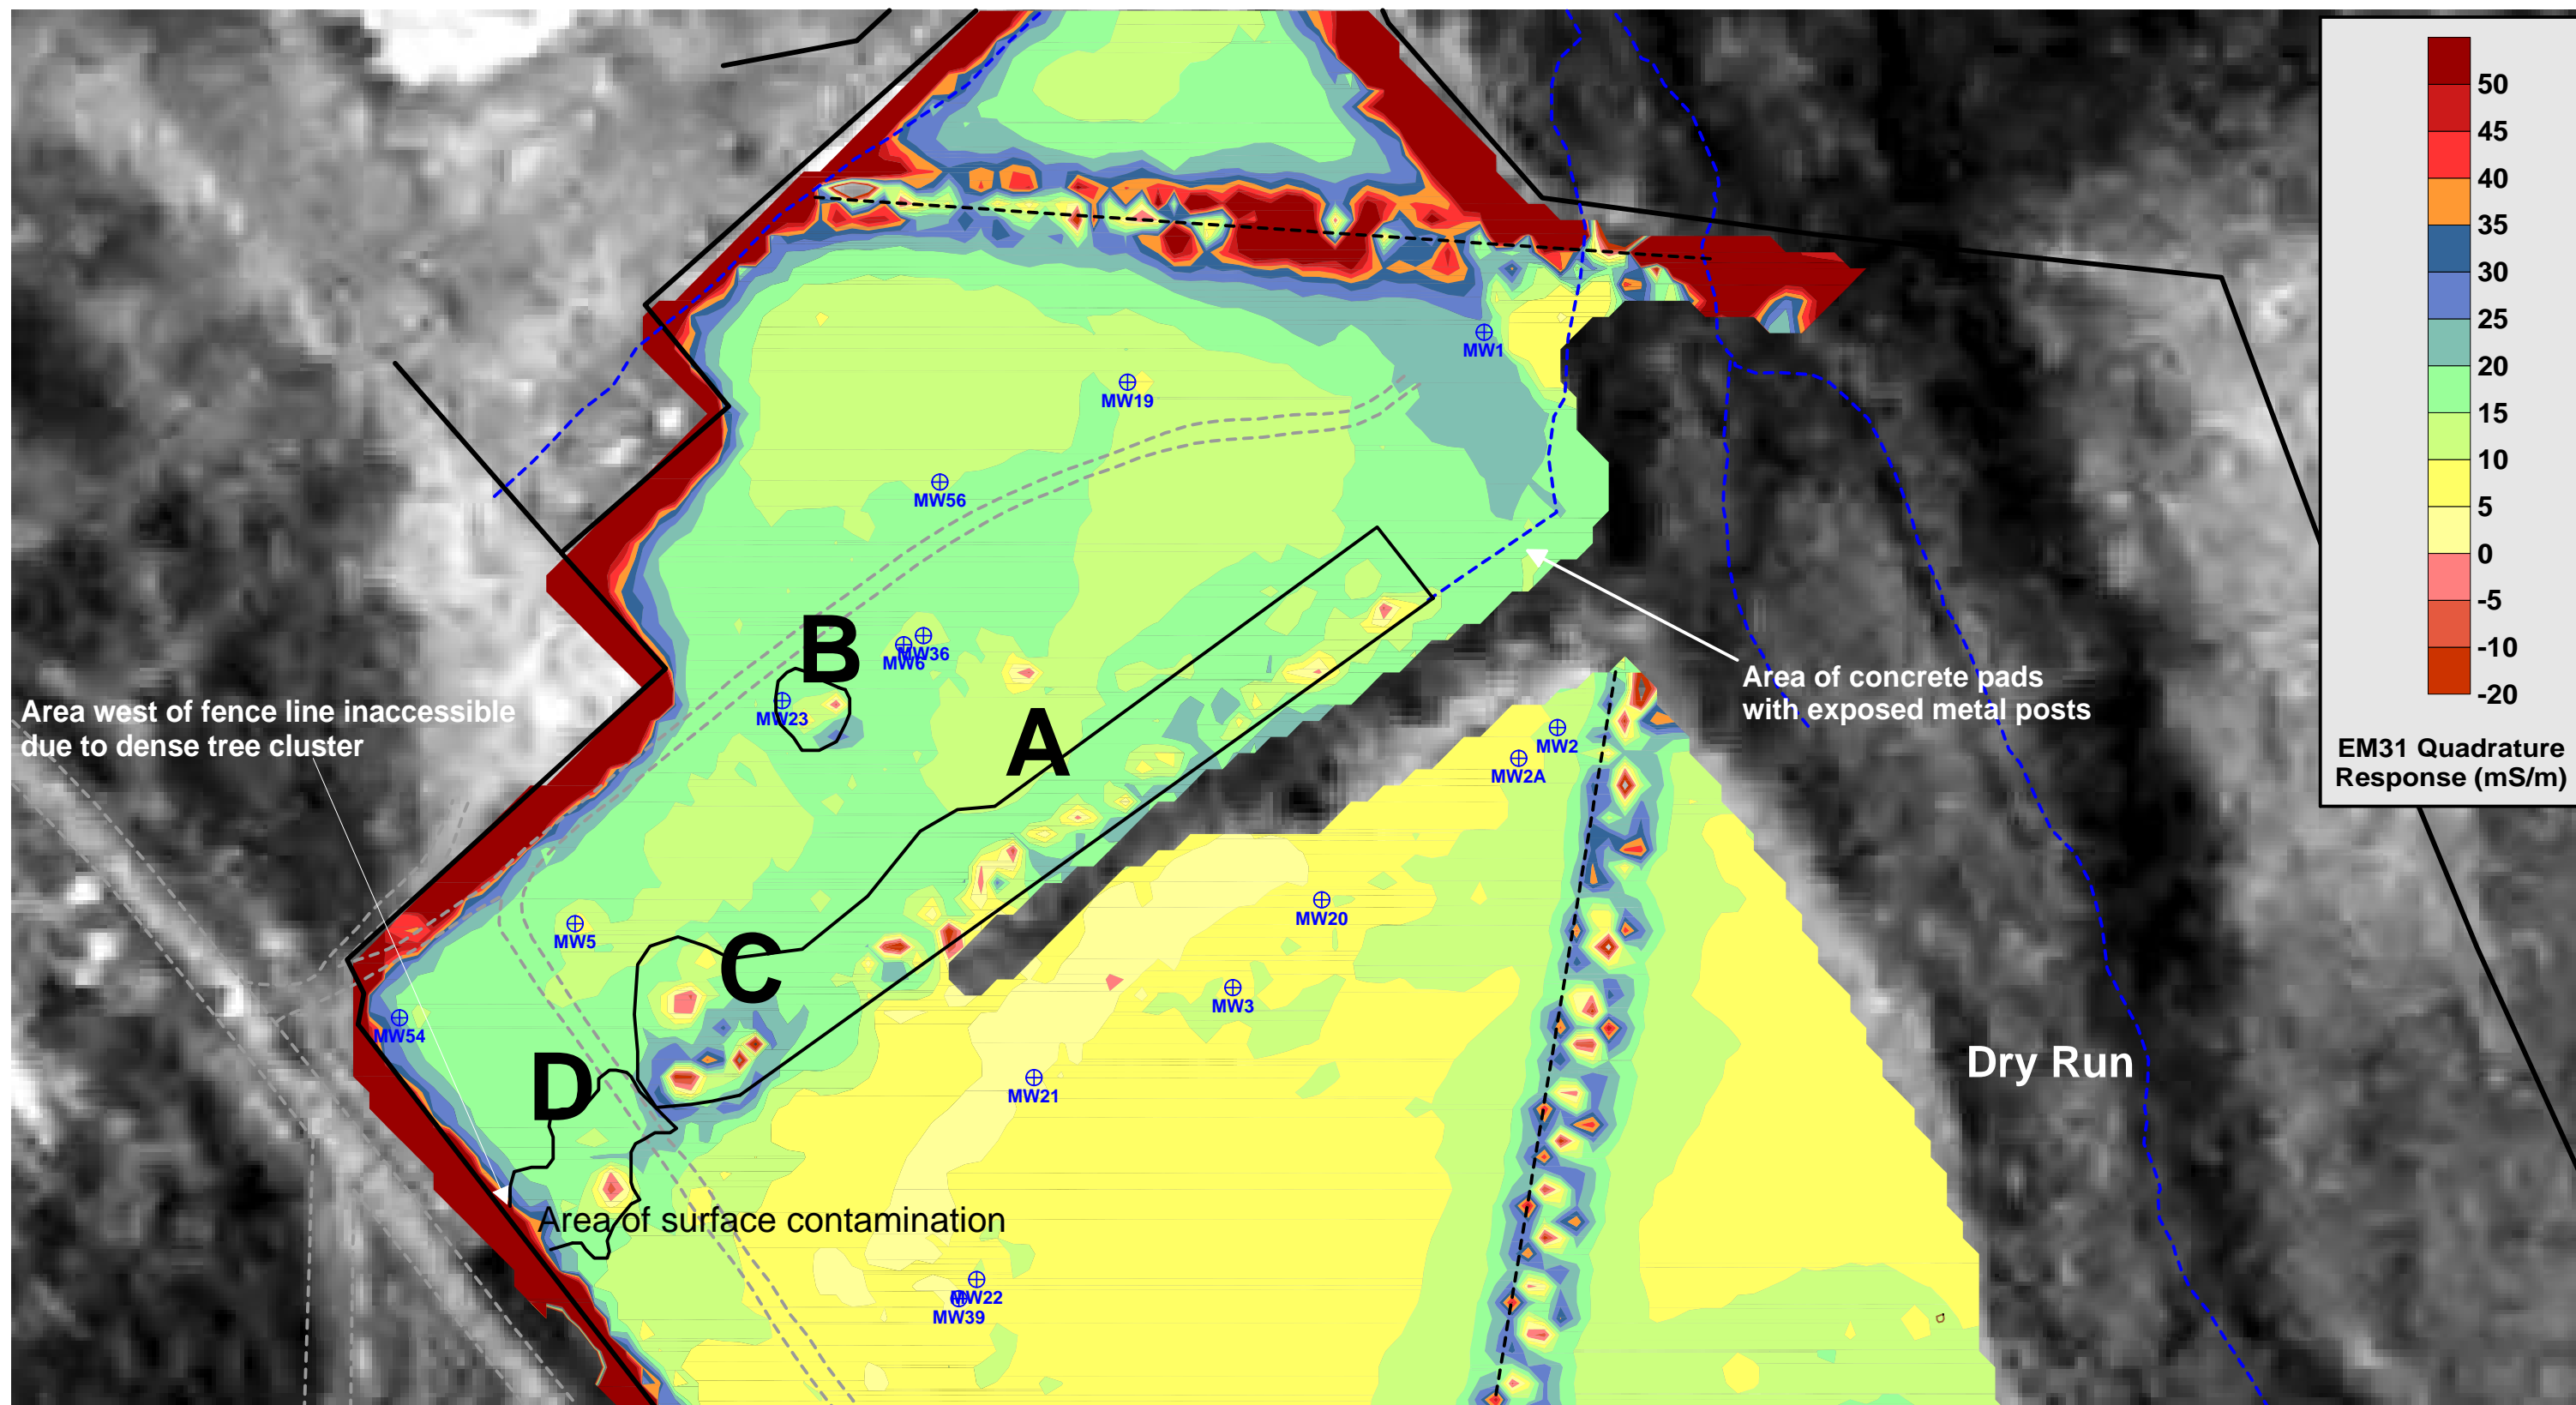 50
45
40
35
30
25
20
15
10
5
0
-5
-10
-20
EM31 Quadrature
Response (mS/m)
MW1
MW19
MW56
B
MW36
MW6
MW23
A
Area of concrete pads
with exposed metal posts
Area west of fence line inaccessible
due to dense tree cluster
MW2
MW2A
MW20
MW5
C
MW3
MW54
D
MW21
Dry Run
Area of surface contamination
MW22
MW39